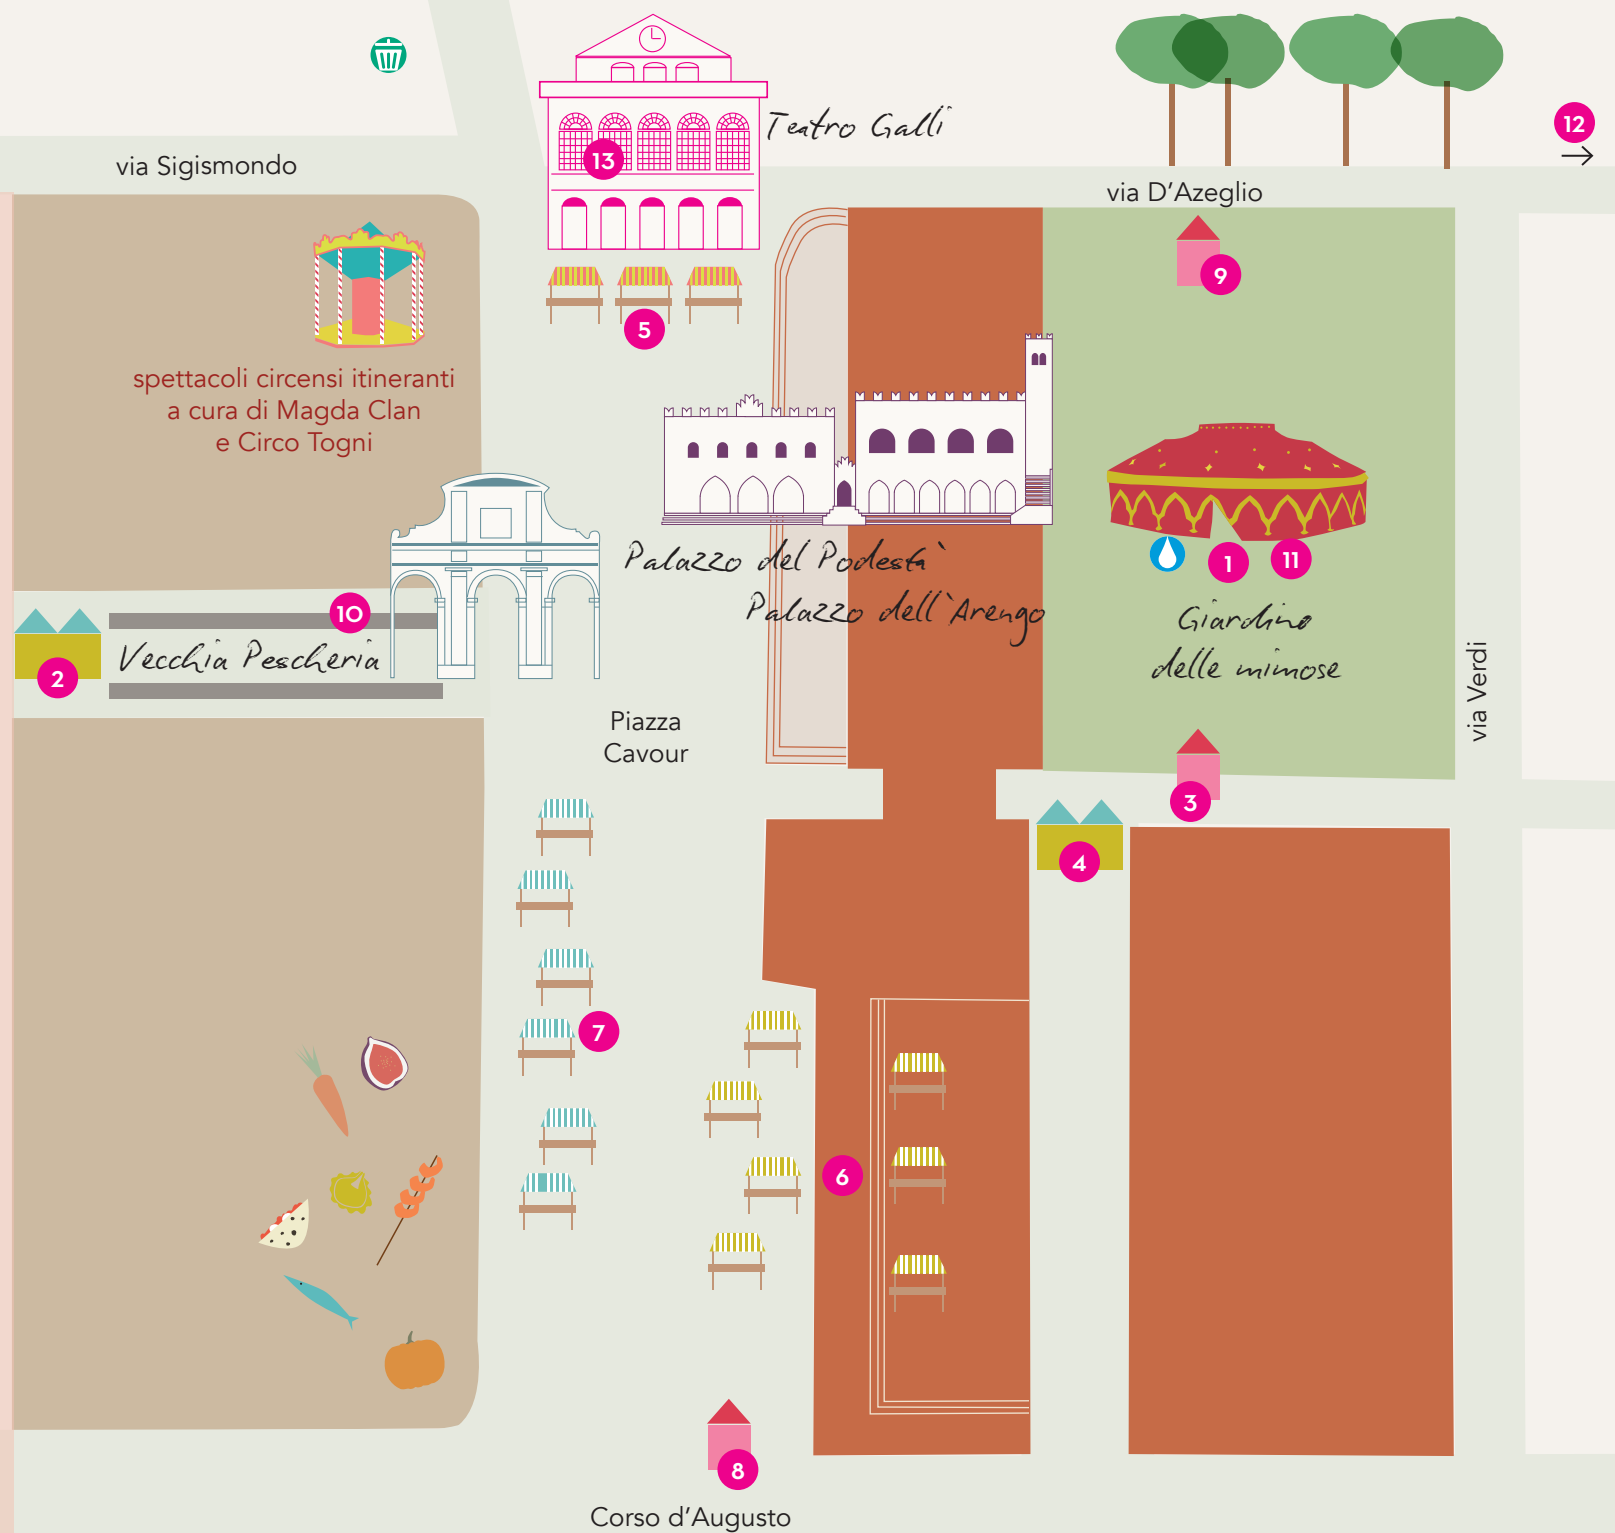 Teatro Galli
12
13
via Sigismondo
via D'Azeglio
9
5
spettacoli circensi itineranti
a cura di Magda Clan
e Circo Togni
Palazzo del Podestà
1
11
10
Palazzo dell'Arengo
Giardino
delle mimose
Vecchia Pescheria
2
via Verdi
Piazza
Cavour
3
4
7
6
8
Corso d'Augusto